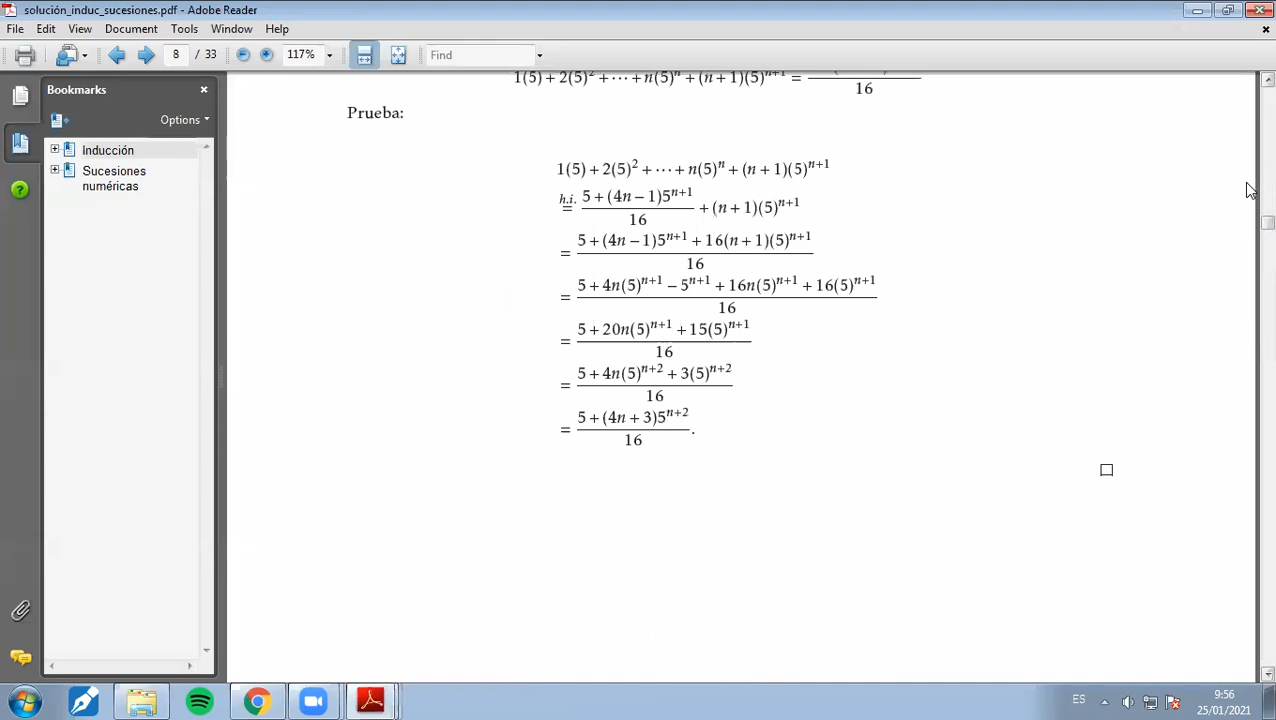 solución_induc_sucesiones.pdf - Adobe Reader
File Edit View Document Tools Window Help
8 / 33 117% Find
Bookmarks
Options
Inducción
Sucesiones
numéricas
1(5) + 2(5)² + ⋯ + n(5)ⁿ + (n + 1)(5)ⁿ⁺¹ =
16
Prueba:
1(5) + 2(5)² + ⋯ + n(5)ⁿ + (n + 1)(5)ⁿ⁺¹
h.i.
= 5 + (4n − 1)5ⁿ⁺¹ / 16 + (n + 1)(5)ⁿ⁺¹
= 5 + (4n − 1)5ⁿ⁺¹ + 16(n + 1)(5)ⁿ⁺¹ / 16
= 5 + 4n(5)ⁿ⁺¹ − 5ⁿ⁺¹ + 16n(5)ⁿ⁺¹ + 16(5)ⁿ⁺¹ / 16
= 5 + 20n(5)ⁿ⁺¹ + 15(5)ⁿ⁺¹ / 16
= 5 + 4n(5)ⁿ⁺² + 3(5)ⁿ⁺² / 16
= 5 + (4n + 3)5ⁿ⁺² / 16 .
□
ES
9:56
25/01/2021